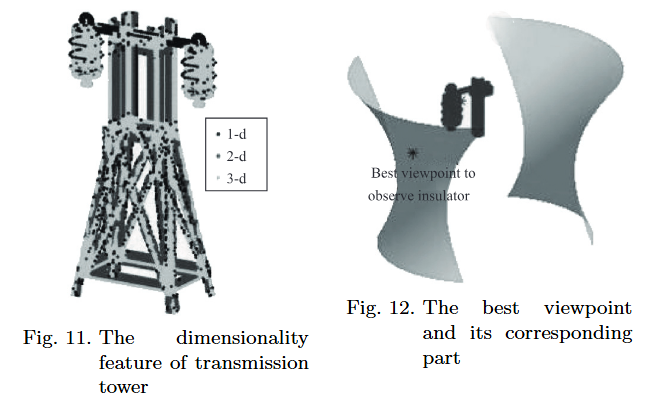 • 1-d
• 2-d
• 3-d
Fig. 11. The dimensionality
feature of transmission
tower
Best viewpoint to
observe insulator
Fig. 12. The best viewpoint
and its corresponding
part